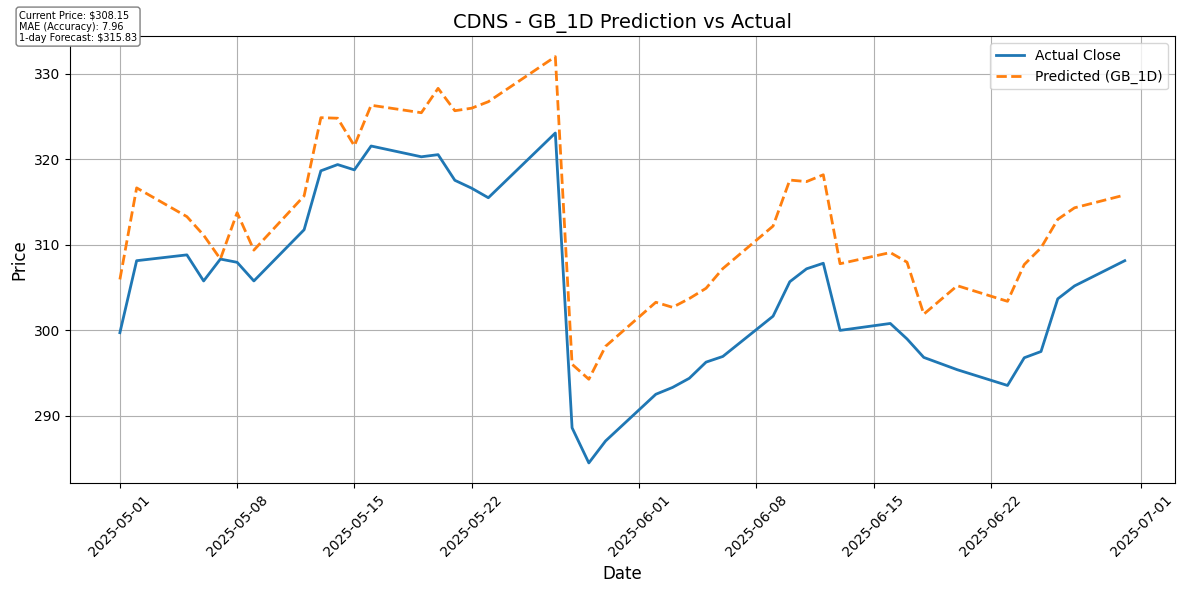 CDNS - GB_1D Prediction vs Actual
Current Price: $308.15
MAE (Accuracy): 7.96
1-day Forecast: $315.83
Actual Close
Predicted (GB_1D)
Price
330
320
310
300
290
2025-05-01
2025-05-08
2025-05-15
2025-05-22
2025-06-01
2025-06-08
2025-06-15
2025-06-22
2025-07-01
Date